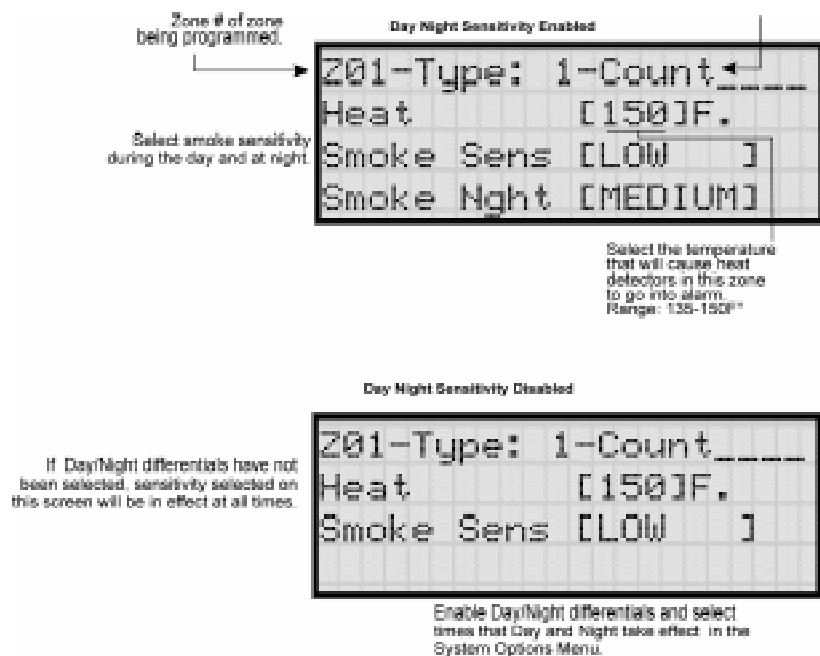 Zone # of zone
being programmed.
Day Night Sensitivity Enabled
Z01-Type: 1-Count____
Heat [150]F.
Smoke Sens [LOW ]
Smoke Nght [MEDIUM]
Select smoke sensitivity
during the day and at night.
Select the temperature
that will cause heat
detectors in this zone
to go into alarm.
Range: 135-150F°
Day Night Sensitivity Disabled
If Day/Night differentials have not
been selected, sensitivity selected on
this screen will be in effect at all times.
Z01-Type: 1-Count____
Heat [150]F.
Smoke Sens [LOW ]
Enable Day/Night differentials and select
times that Day and Night take effect in the
System Options Menu.